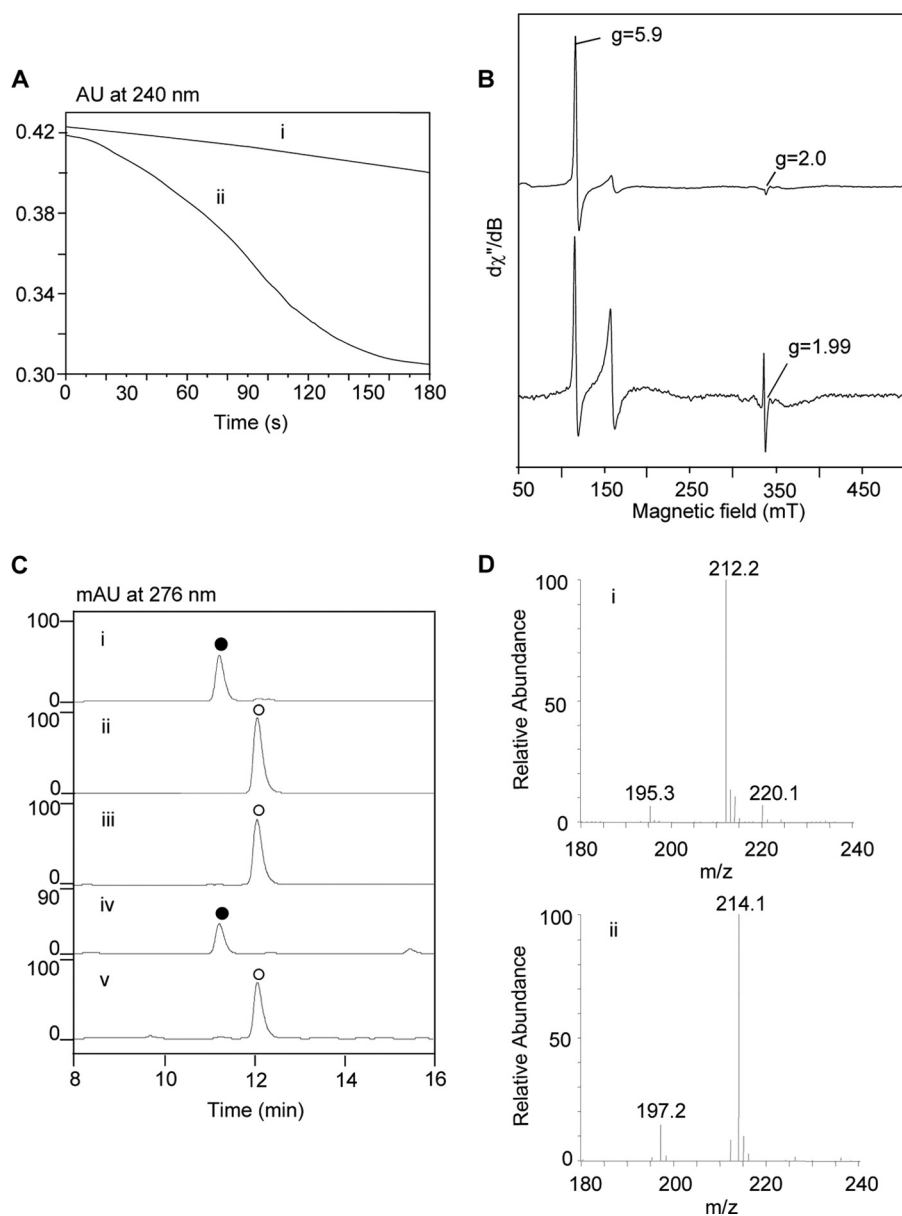 A
AU at 240 nm
0.42
0.38
0.34
0.30
i
ii
0 30 60 90 120 150 180
Time (s)
B
g=5.9
g=2.0
g=1.99
dχ"/dB
50 150 250 350 450
Magnetic field (mT)
C
mAU at 276 nm
100
i
0
100
ii
0
100
iii
0
90
iv
0
100
v
0
8 10 12 14 16
Time (min)
D
212.2
100
i
50
195.3 220.1
0
Relative Abundance
180 200 220 240
m/z
214.1
100
ii
50
197.2
0
Relative Abundance
180 200 220 240
m/z